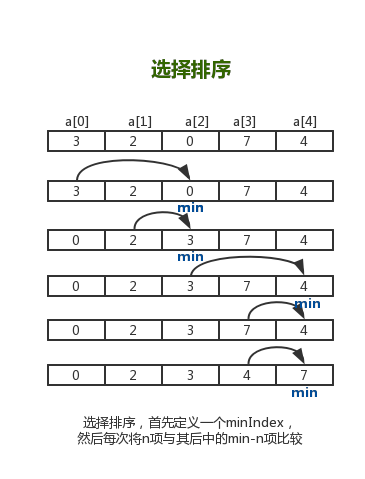 选择排序
a[0] a[1] a[2] a[3] a[4]
3 2 0 7 4
3 2 0 7 4
min
0 2 3 7 4
min
0 2 3 7 4
min
0 2 3 7 4
0 2 3 4 7
min
选择排序，首先定义一个minIndex，
然后每次将n项与其后中的min-n项比较